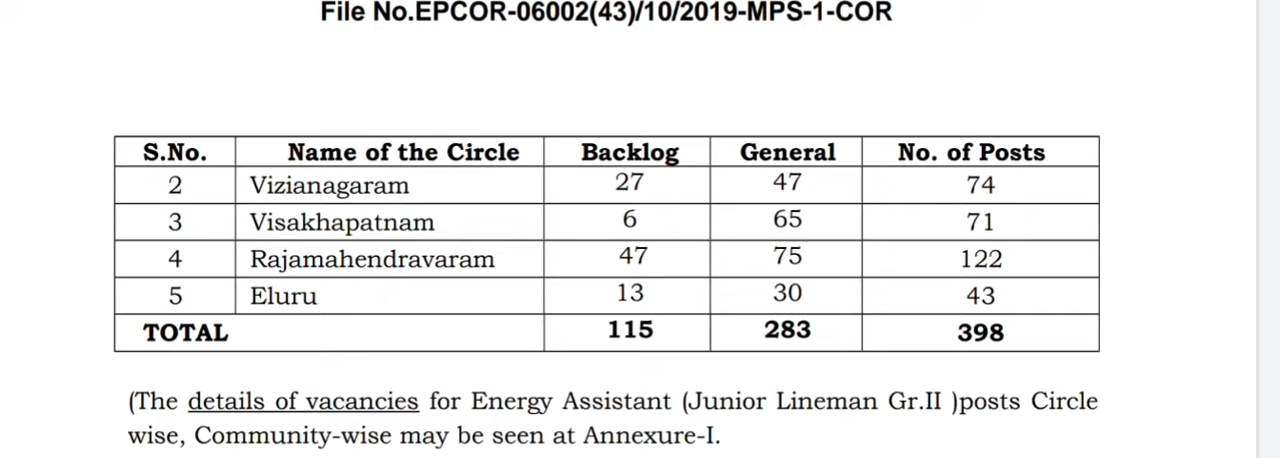 File No.EPCOR-06002(43)/10/2019-MPS-1-COR
S.No. Name of the Circle Backlog General No. of Posts
2 Vizianagaram 27 47 74
3 Visakhapatnam 6 65 71
4 Rajamahendravaram 47 75 122
5 Eluru 13 30 43
TOTAL 115 283 398
(The details of vacancies for Energy Assistant (Junior Lineman Gr.II )posts Circle
wise, Community-wise may be seen at Annexure-I.